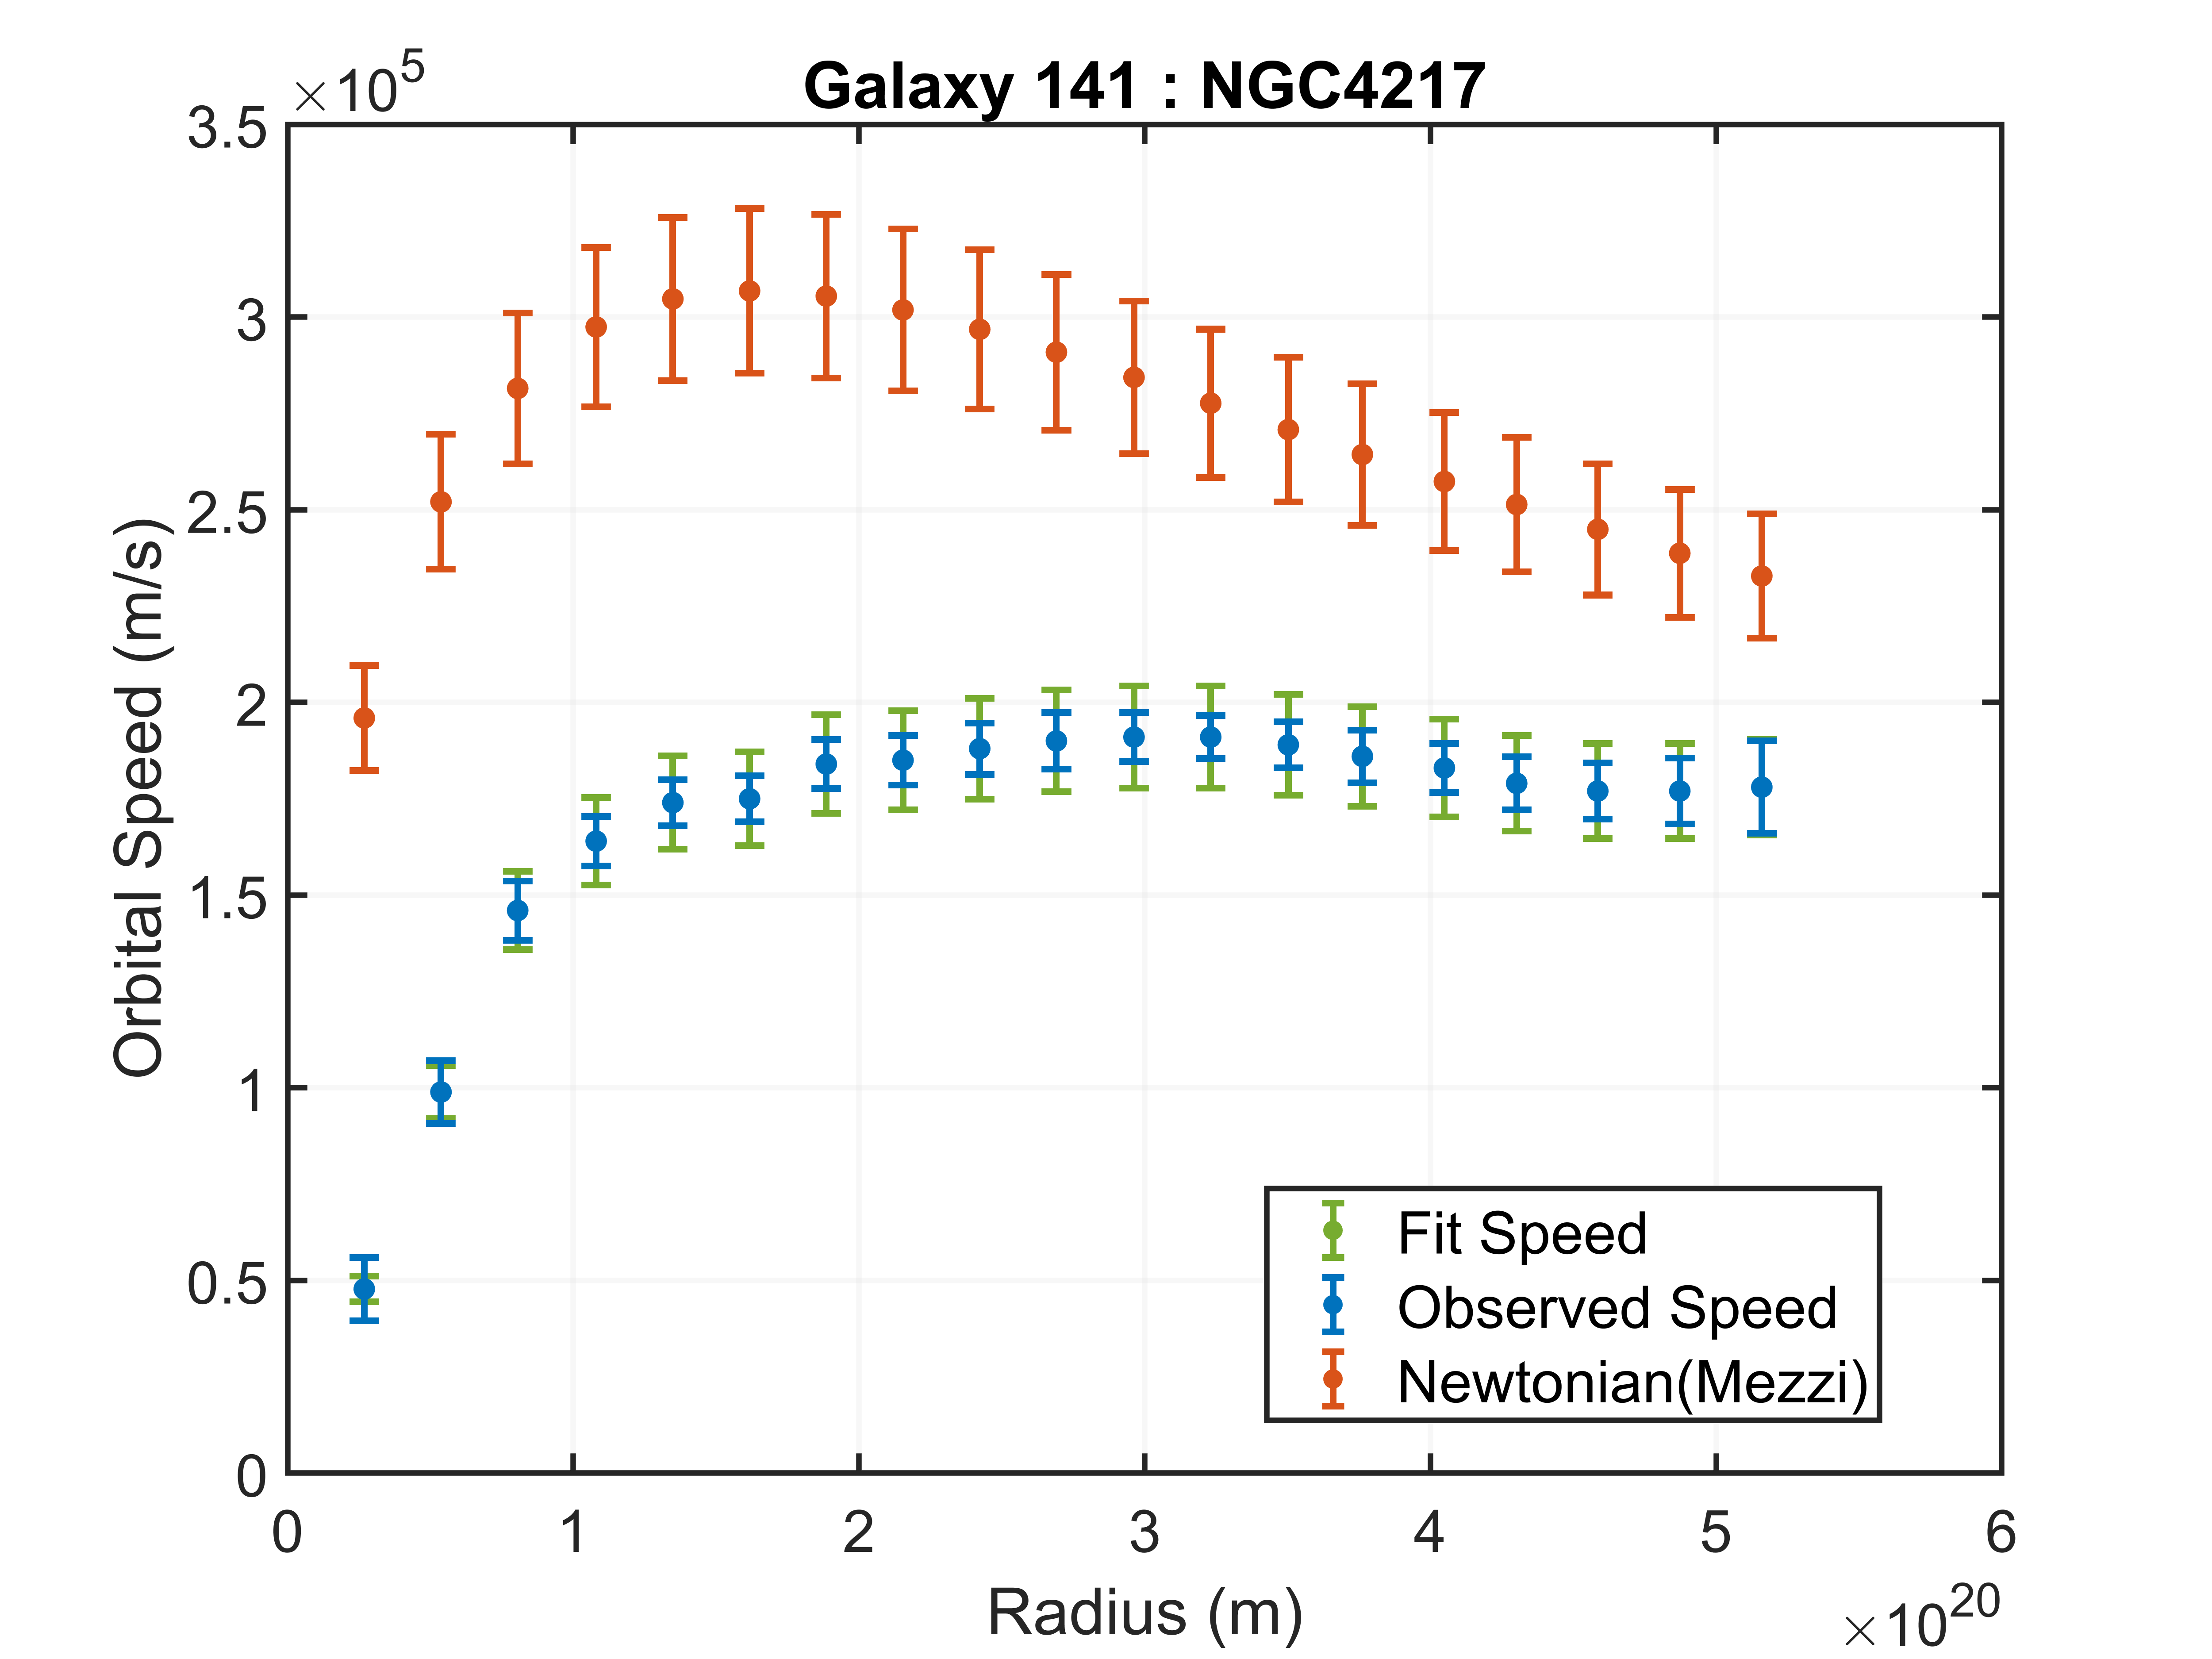 Galaxy 141 : NGC4217
×10^5
3.5
3
2.5
2
1.5
1
0.5
0
Orbital Speed (m/s)
Fit Speed
Observed Speed
Newtonian(Mezzi)
0 1 2 3 4 5 6
Radius (m)
×10^20